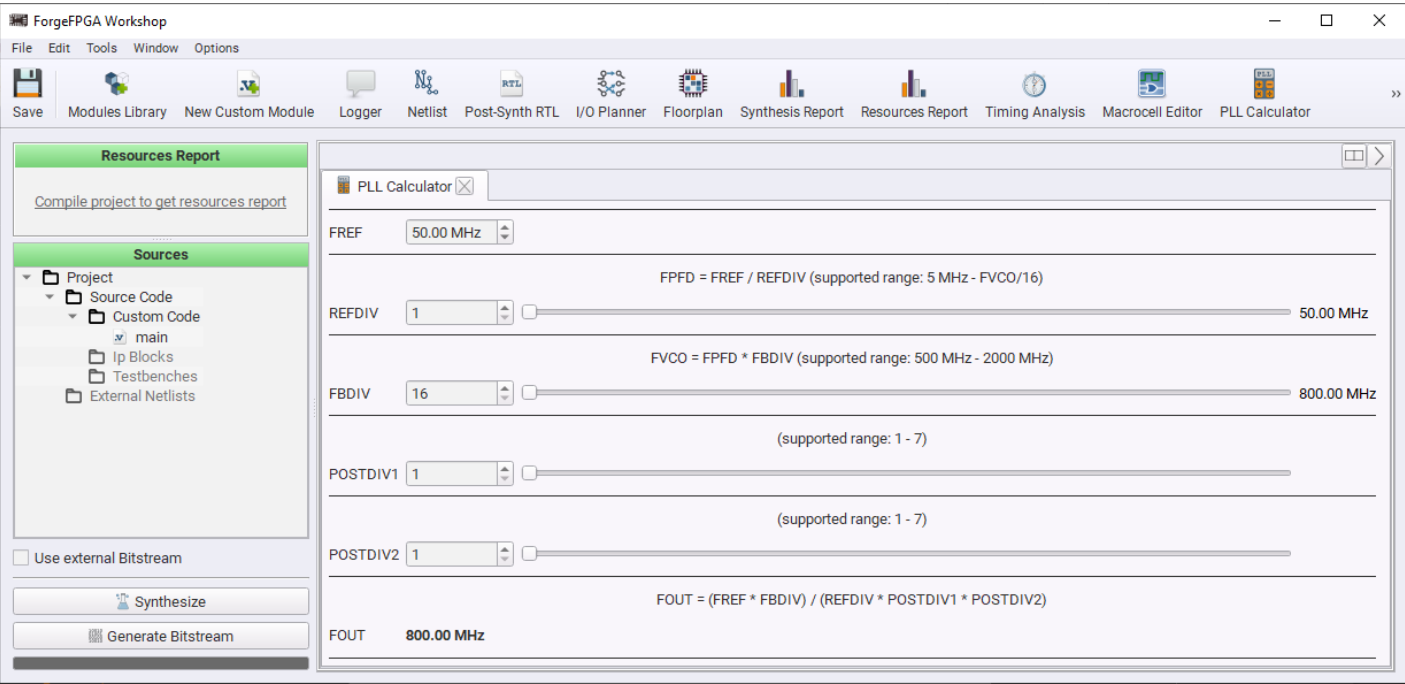 ForgeFPGA Workshop
File Edit Tools Window Options
Save Modules Library New Custom Module Logger Netlist Post-Synth RTL I/O Planner Floorplan Synthesis Report Resources Report Timing Analysis Macrocell Editor PLL Calculator »
Resources Report
Compile project to get resources report
Sources
Project
Source Code
Custom Code
main
Ip Blocks
Testbenches
External Netlists
Use external Bitstream
Synthesize
Generate Bitstream
PLL Calculator
FREF 50.00 MHz
FPFD = FREF / REFDIV (supported range: 5 MHz - FVCO/16)
REFDIV 1 50.00 MHz
FVCO = FPFD * FBDIV (supported range: 500 MHz - 2000 MHz)
FBDIV 16 800.00 MHz
(supported range: 1 - 7)
POSTDIV1 1
(supported range: 1 - 7)
POSTDIV2 1
FOUT = (FREF * FBDIV) / (REFDIV * POSTDIV1 * POSTDIV2)
FOUT 800.00 MHz